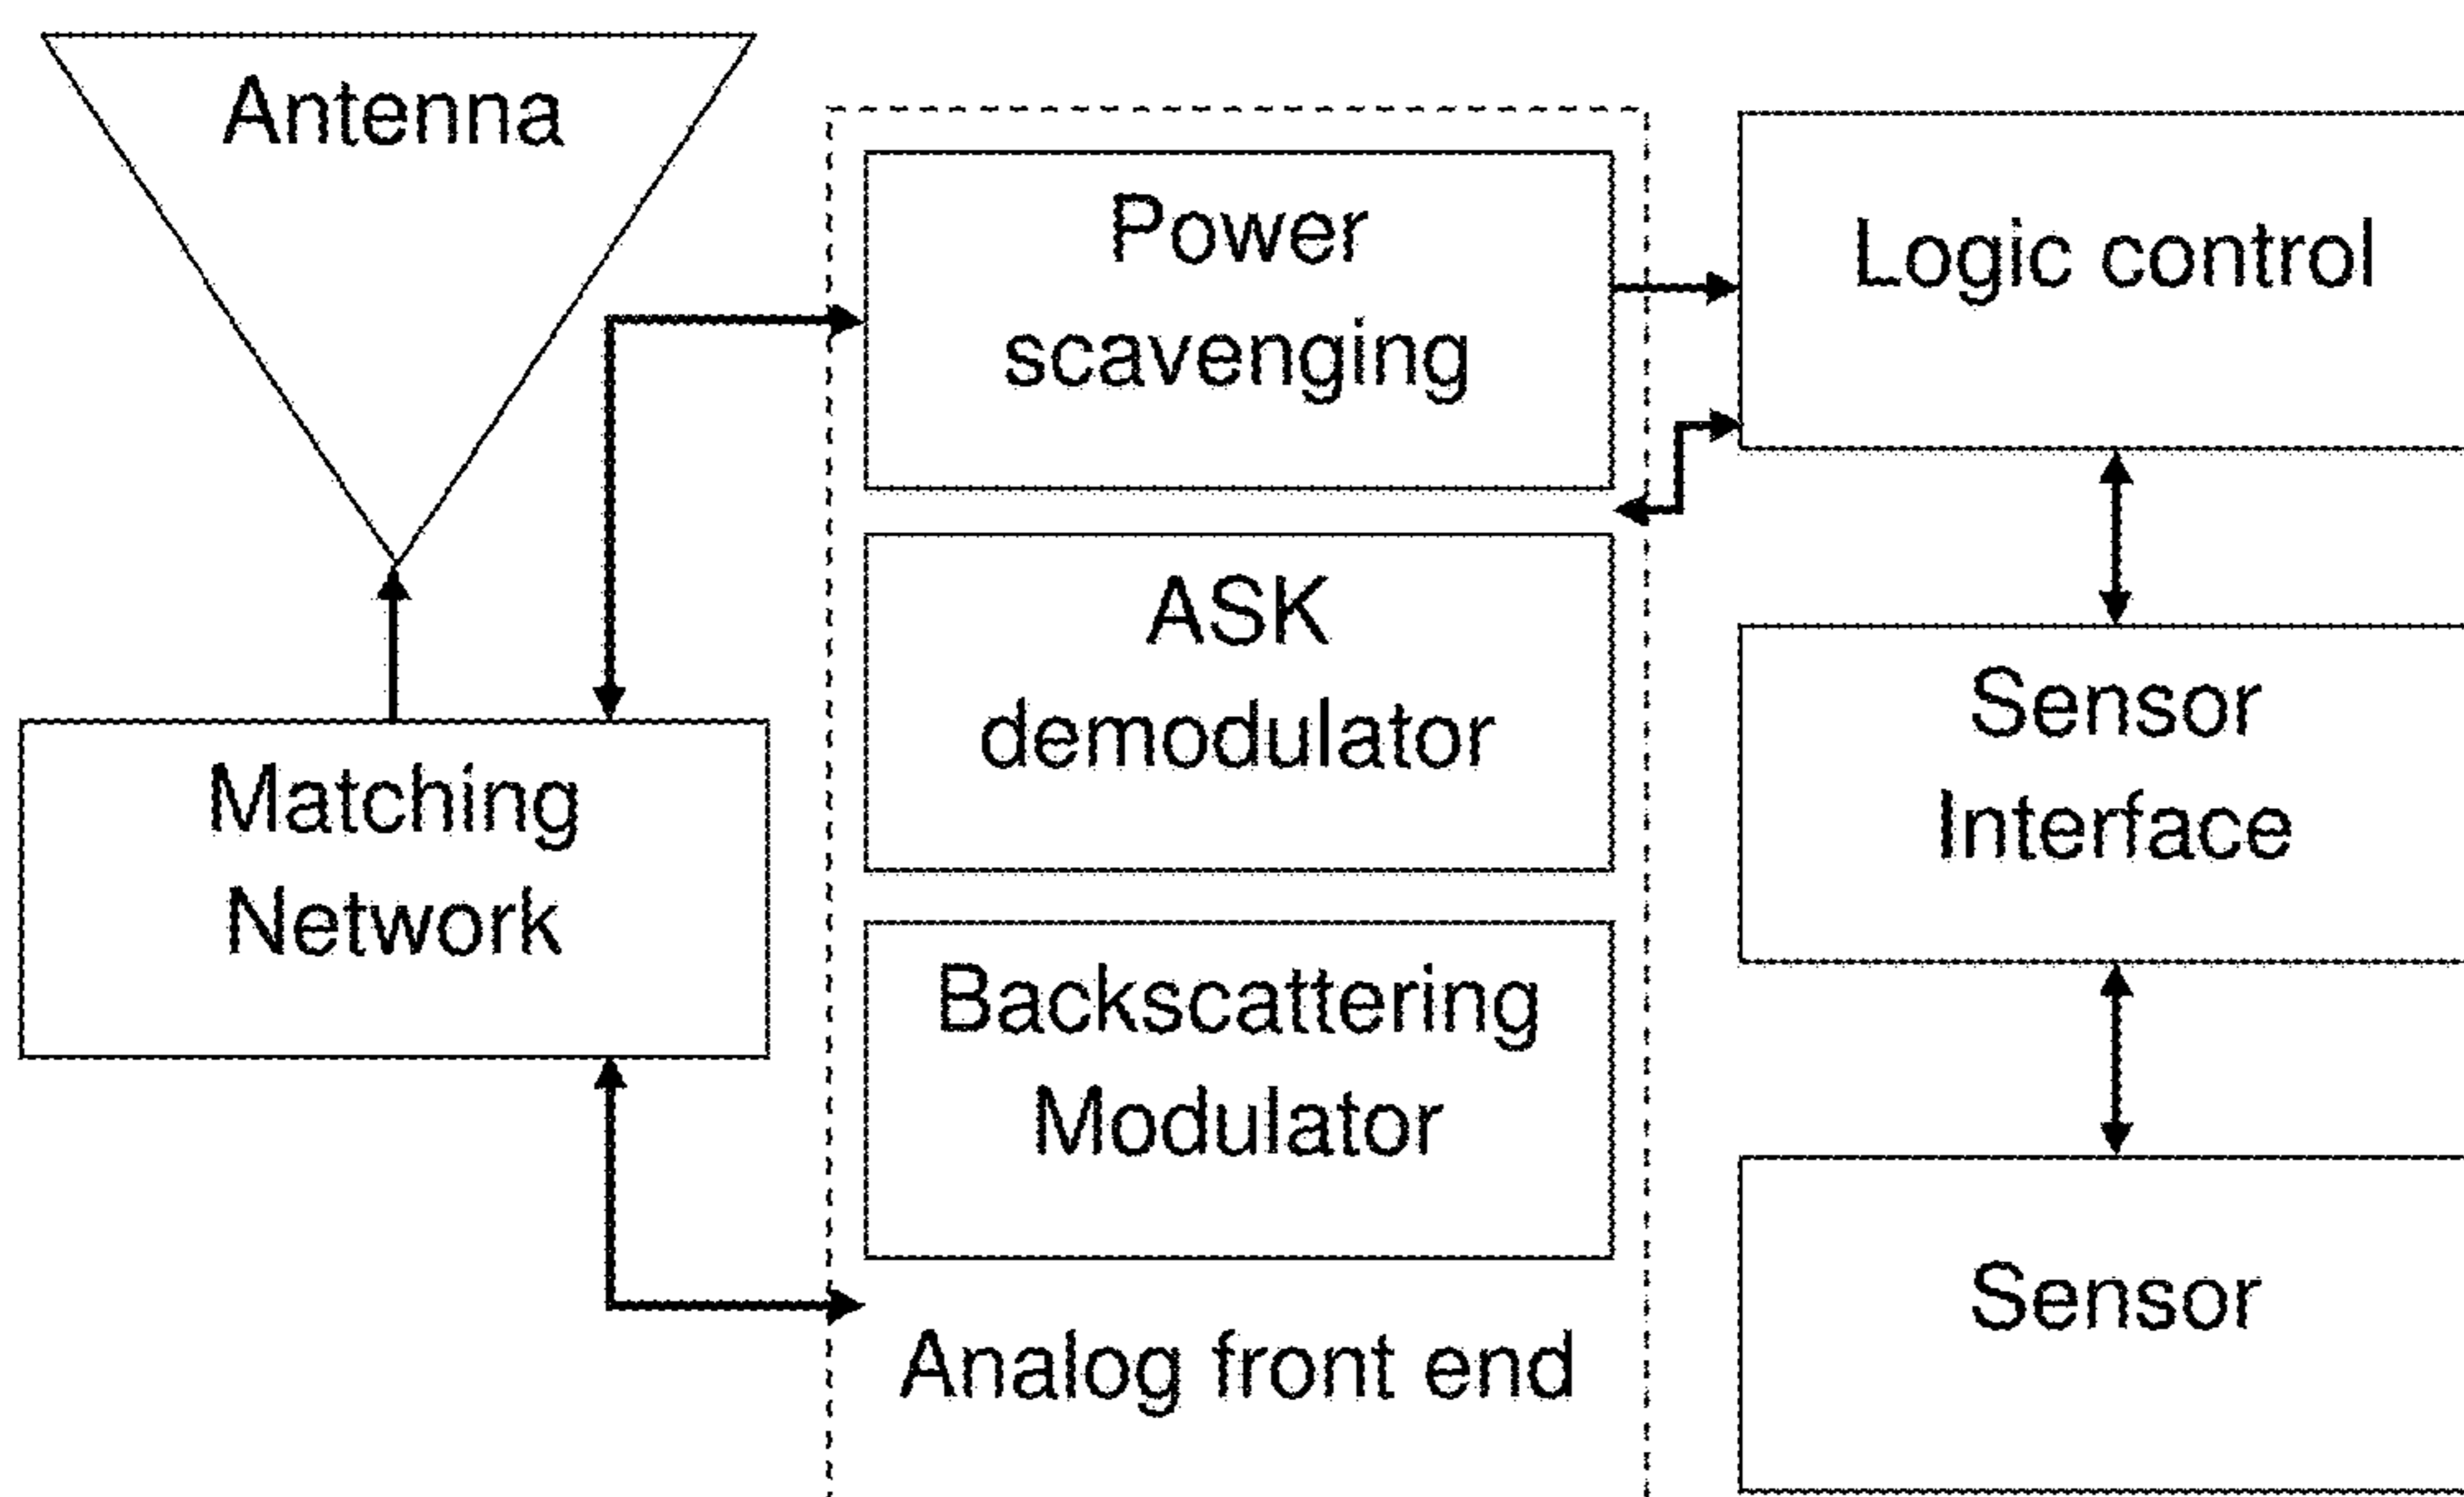 Antenna
Matching
Network
Power
scavenging
ASK
demodulator
Backscattering
Modulator
Analog front end
Logic control
Sensor
Interface
Sensor